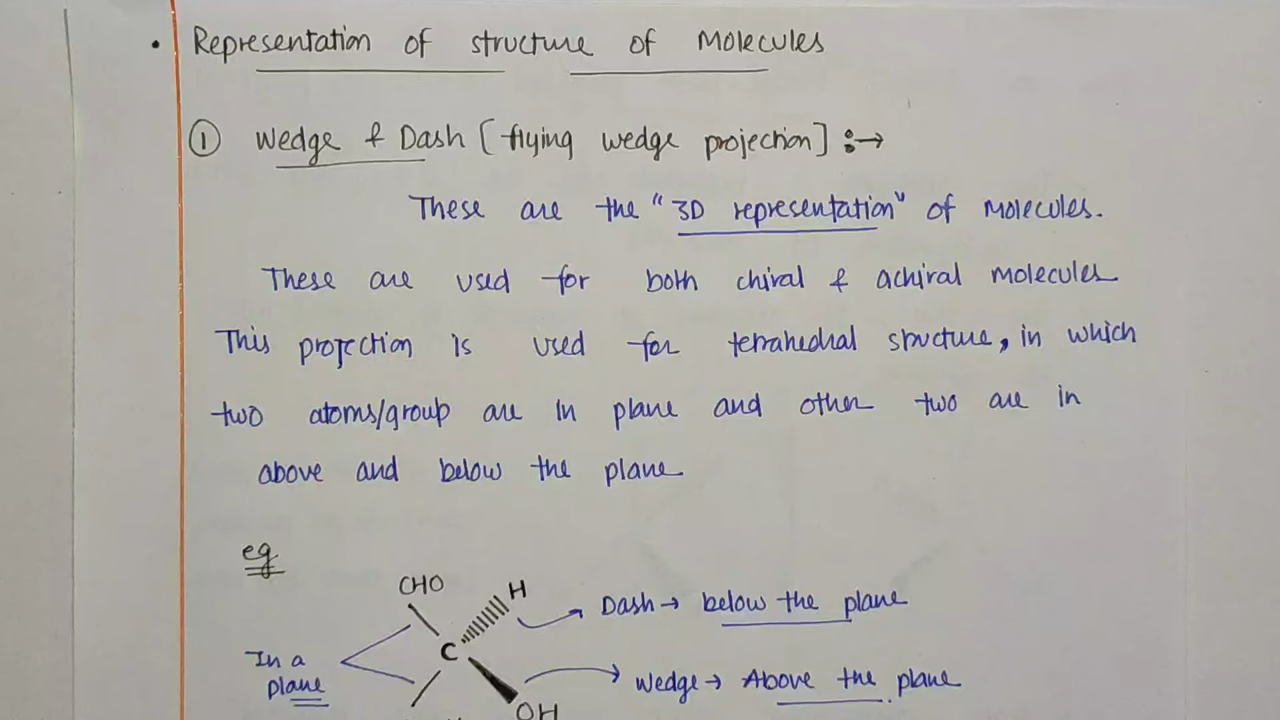 • Representation of structure of Molecules
① Wedge & Dash [flying wedge projection] :→
These are the "3D representation" of Molecules.
These are used for both chiral & achiral molecules
This projection is used for tetrahedral structure, in which
two atoms/group are in plane and other two are in
above and below the plane
eg
CHO
H
Dash → below the plane
C
In a
plane
Wedge → Above the plane
OH